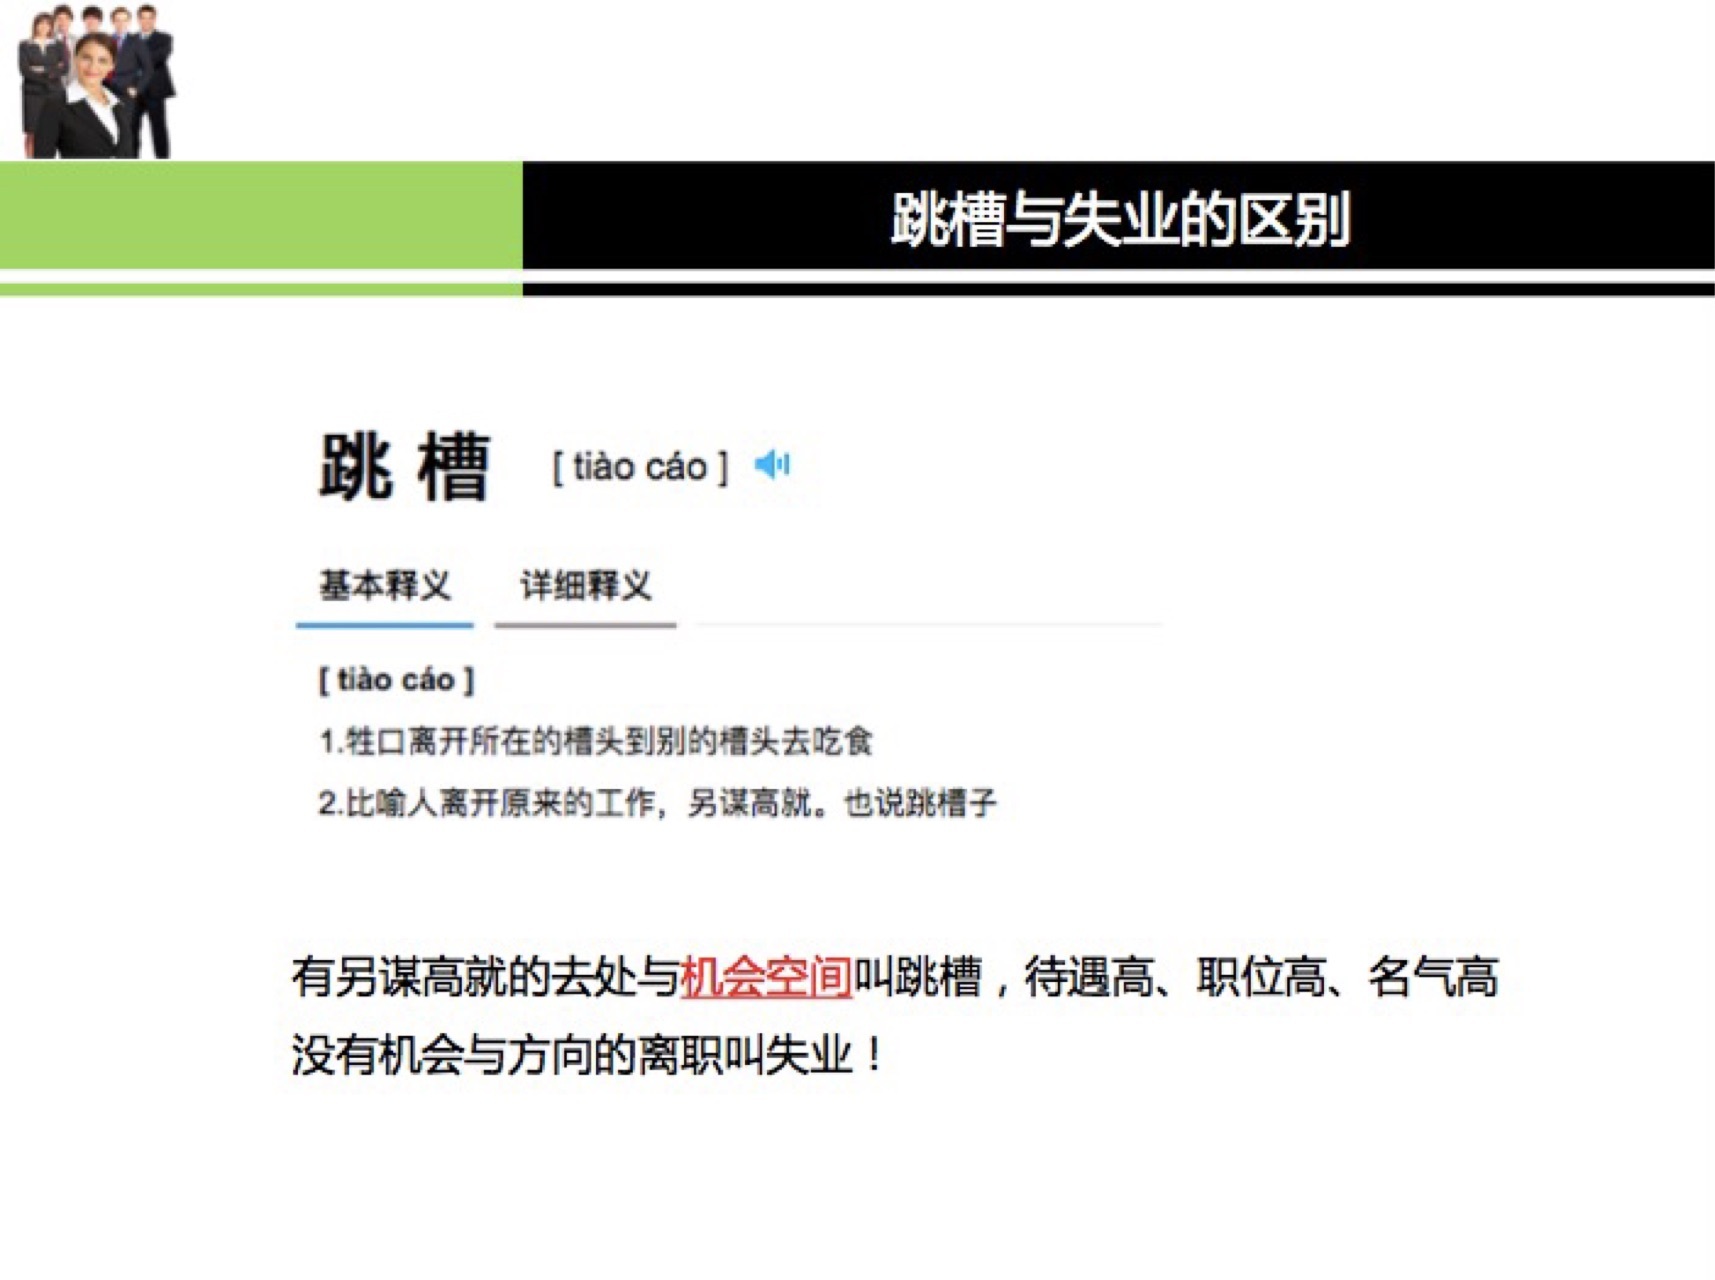 跳槽与失业的区别
跳槽 [ tiào cáo ]
基本释义 详细释义
[ tiào cáo ]
1.牲口离开所在的槽头到别的槽头去吃食
2.比喻人离开原来的工作，另谋高就。也说跳槽子
有另谋高就的去处与机会空间叫跳槽，待遇高、职位高、名气高
没有机会与方向的离职叫失业！